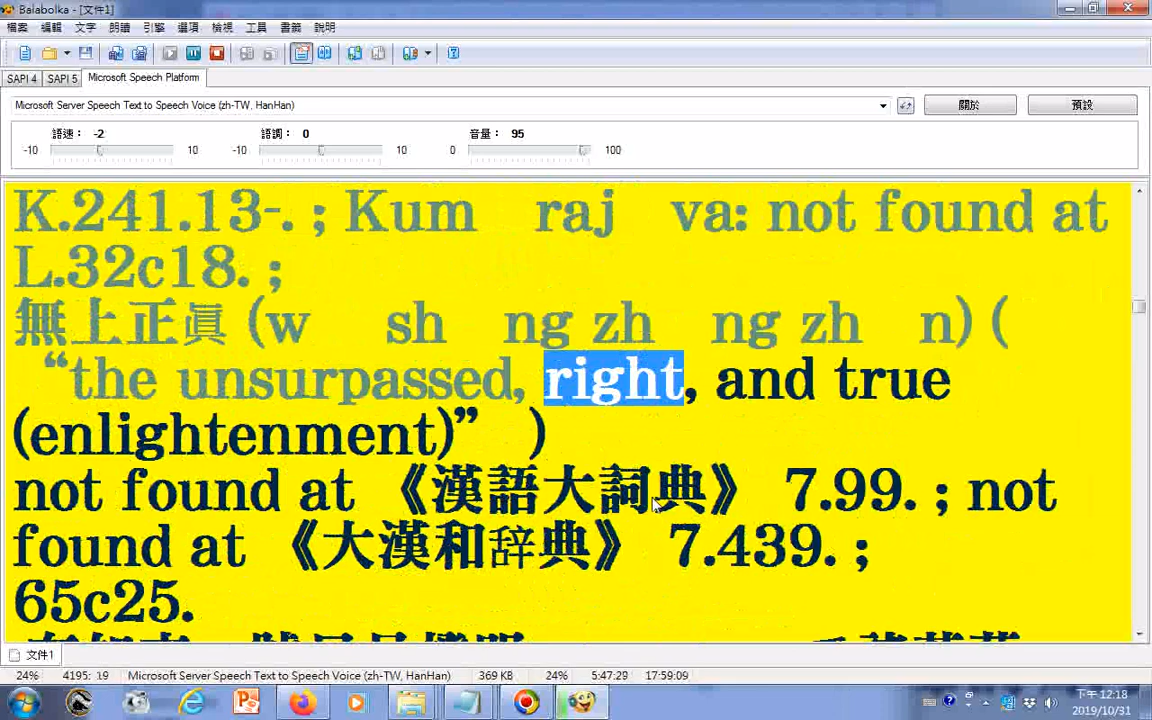 Balabolka - [文件1]
檔案 編輯 文字 朗讀 引擎 選項 檢視 工具 書籤 說明
SAPI 4 SAPI 5 Microsoft Speech Platform
Microsoft Server Speech Text to Speech Voice (zh-TW, HanHan) 關於 預設
語速： -2 語調： 0 音量： 95
-10 10 -10 10 0 100
K.241.13-. ; Kum raj va: not found at
L.32c18. ;
無上正眞 (w sh ng zh ng zh n) (
“the unsurpassed, right, and true
(enlightenment)” )
not found at 《漢語大詞典》 7.99. ; not
found at 《大漢和辞典》 7.439. ;
65c25.
文件1
24% 4195: 19 Microsoft Server Speech Text to Speech Voice (zh-TW, HanHan) 369 KB 24% 5:47:29 17:59:09
下午 12:18
2019/10/31